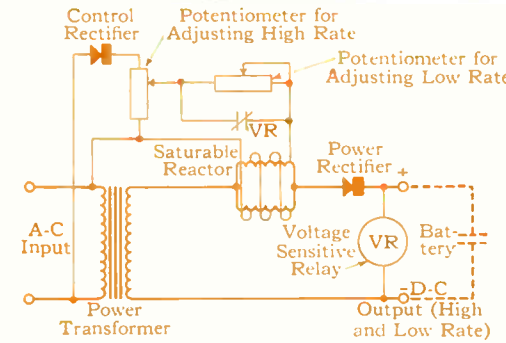 Control
Rectifier
Potentiometer for
Adjusting High Rate
Potentiometer for
Adjusting Low Rate
VR
Saturable
Reactor
Power
Rectifier
+
A-C
Input
Voltage
Sensitive
Relay
VR
Bat-
tery
Power
Transformer
-D-C
Output (High
and Low Rate)